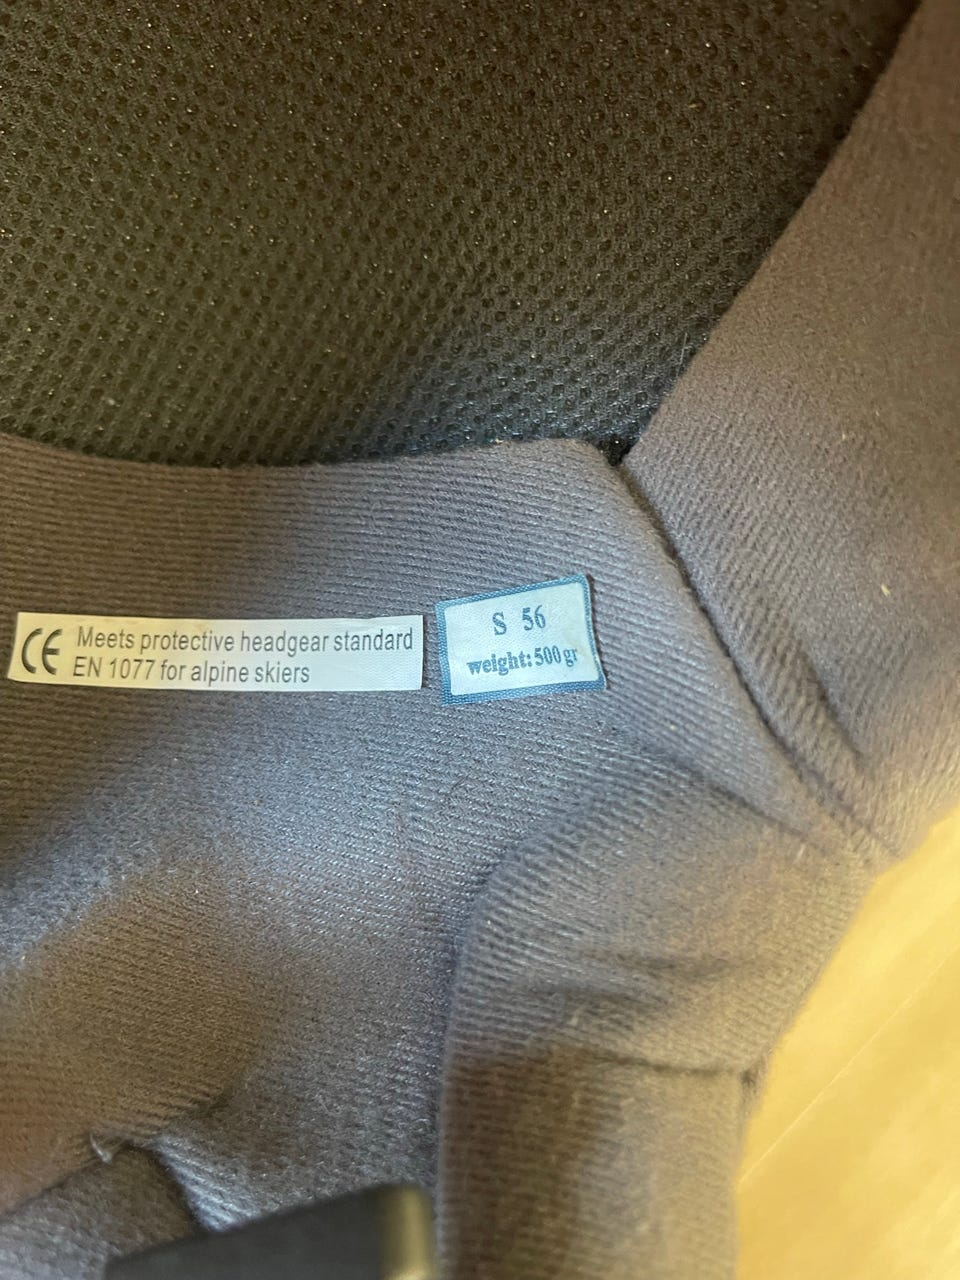 CE Meets protective headgear standard
EN 1077 for alpine skiers
S 56
weight: 500 gr